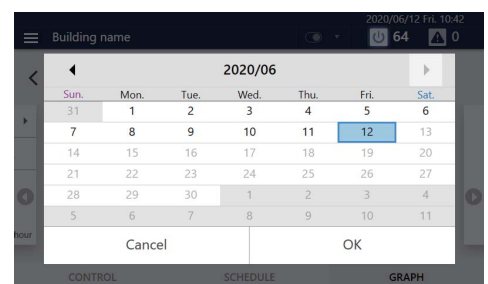 2020/06/12 Fri. 10:42
Building name 64 0
2020/06
Sun. Mon. Tue. Wed. Thu. Fri. Sat.
31 1 2 3 4 5 6
7 8 9 10 11 12 13
14 15 16 17 18 19 20
21 22 23 24 25 26 27
28 29 30 1 2 3 4
5 6 7 8 9 10 11
hour
Cancel OK
CONTROL SCHEDULE GRAPH